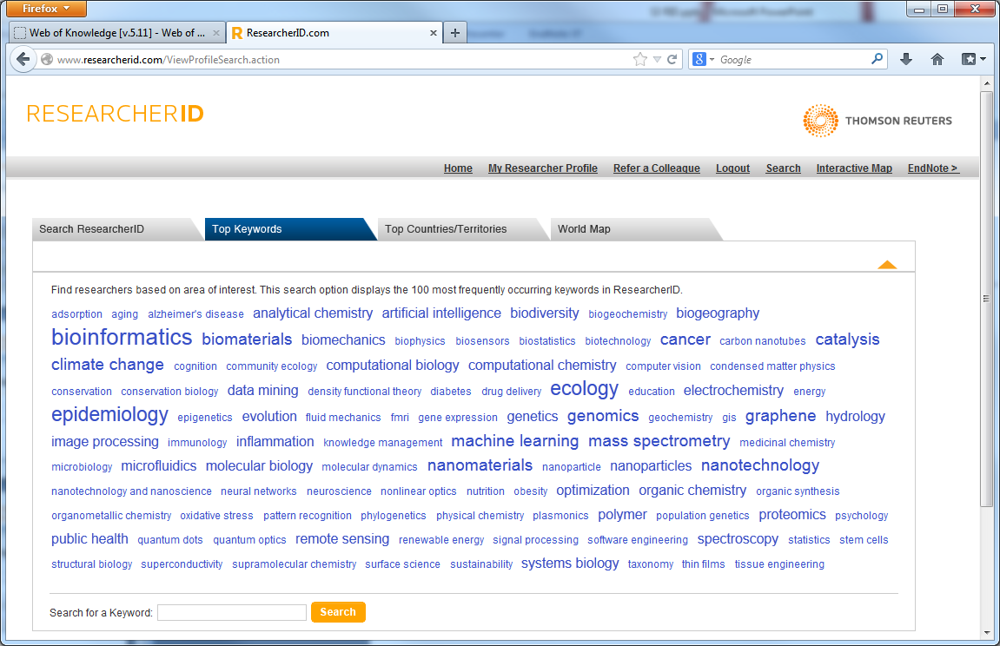 Firefox
Web of Knowledge [v.5.11] - Web of ...
ResearcherID.com
www.researcherid.com/ViewProfileSearch.action
Google
RESEARCHERID
THOMSON REUTERS
Home My Researcher Profile Refer a Colleague Logout Search Interactive Map EndNote >
Search ResearcherID Top Keywords Top Countries/Territories World Map
Find researchers based on area of interest. This search option displays the 100 most frequently occurring keywords in ResearcherID.
adsorption aging alzheimer's disease analytical chemistry artificial intelligence biodiversity biogeochemistry biogeography
bioinformatics biomaterials biomechanics biophysics biosensors biostatistics biotechnology cancer carbon nanotubes catalysis
climate change cognition community ecology computational biology computational chemistry computer vision condensed matter physics
conservation conservation biology data mining density functional theory diabetes drug delivery ecology education electrochemistry energy
epidemiology epigenetics evolution fluid mechanics fmri gene expression genetics genomics geochemistry gis graphene hydrology
image processing immunology inflammation knowledge management machine learning mass spectrometry medicinal chemistry
microbiology microfluidics molecular biology molecular dynamics nanomaterials nanoparticle nanoparticles nanotechnology
nanotechnology and nanoscience neural networks neuroscience nonlinear optics nutrition obesity optimization organic chemistry organic synthesis
organometallic chemistry oxidative stress pattern recognition phylogenetics physical chemistry plasmonics polymer population genetics proteomics psychology
public health quantum dots quantum optics remote sensing renewable energy signal processing software engineering spectroscopy statistics stem cells
structural biology superconductivity supramolecular chemistry surface science sustainability systems biology taxonomy thin films tissue engineering
Search for a Keyword: Search